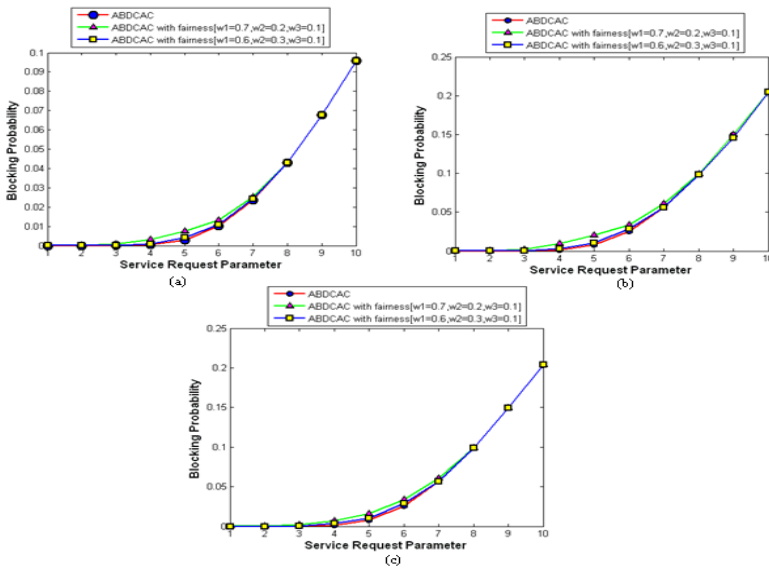 ABDCAC
ABDCAC with fairness[w1=0.7,w2=0.2,w3=0.1]
ABDCAC with fairness[w1=0.6,w2=0.3,w3=0.1]
0.1
0.09
0.08
0.07
0.06
0.05
0.04
0.03
0.02
0.01
0
Blocking Probability
1 2 3 4 5 6 7 8 9 10
Service Request Parameter
(a)
ABDCAC
ABDCAC with fairness[w1=0.7,w2=0.2,w3=0.1]
ABDCAC with fairness[w1=0.6,w2=0.3,w3=0.1]
0.25
0.2
0.15
0.1
0.05
0
Blocking Probability
1 2 3 4 5 6 7 8 9 10
Service Request Parameter
(b)
ABDCAC
ABDCAC with fairness[w1=0.7,w2=0.2,w3=0.1]
ABDCAC with fairness[w1=0.6,w2=0.3,w3=0.1]
0.25
0.2
0.15
0.1
0.05
0
Blocking Probability
1 2 3 4 5 6 7 8 9 10
Service Request Parameter
(c)